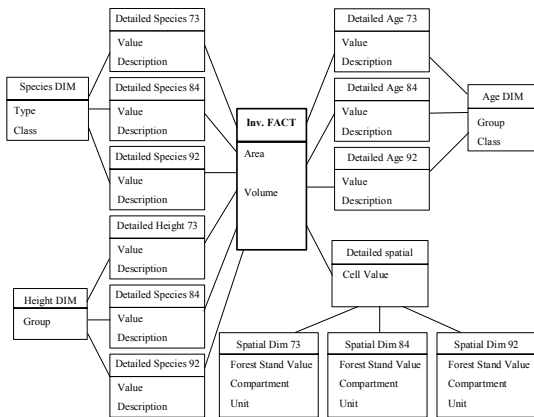 Detailed Species 73
Value
Description
Species DIM
Type
Class
Detailed Species 84
Value
Description
Detailed Species 92
Value
Description
Detailed Height 73
Value
Description
Height DIM
Group
Detailed Species 84
Value
Description
Detailed Species 92
Value
Description
Inv. FACT
Area
Volume
Detailed Age 73
Value
Description
Detailed Age 84
Value
Description
Age DIM
Group
Class
Detailed Age 92
Value
Description
Detailed spatial
Cell Value
Spatial Dim 73
Forest Stand Value
Compartment
Unit
Spatial Dim 84
Forest Stand Value
Compartment
Unit
Spatial Dim 92
Forest Stand Value
Compartment
Unit